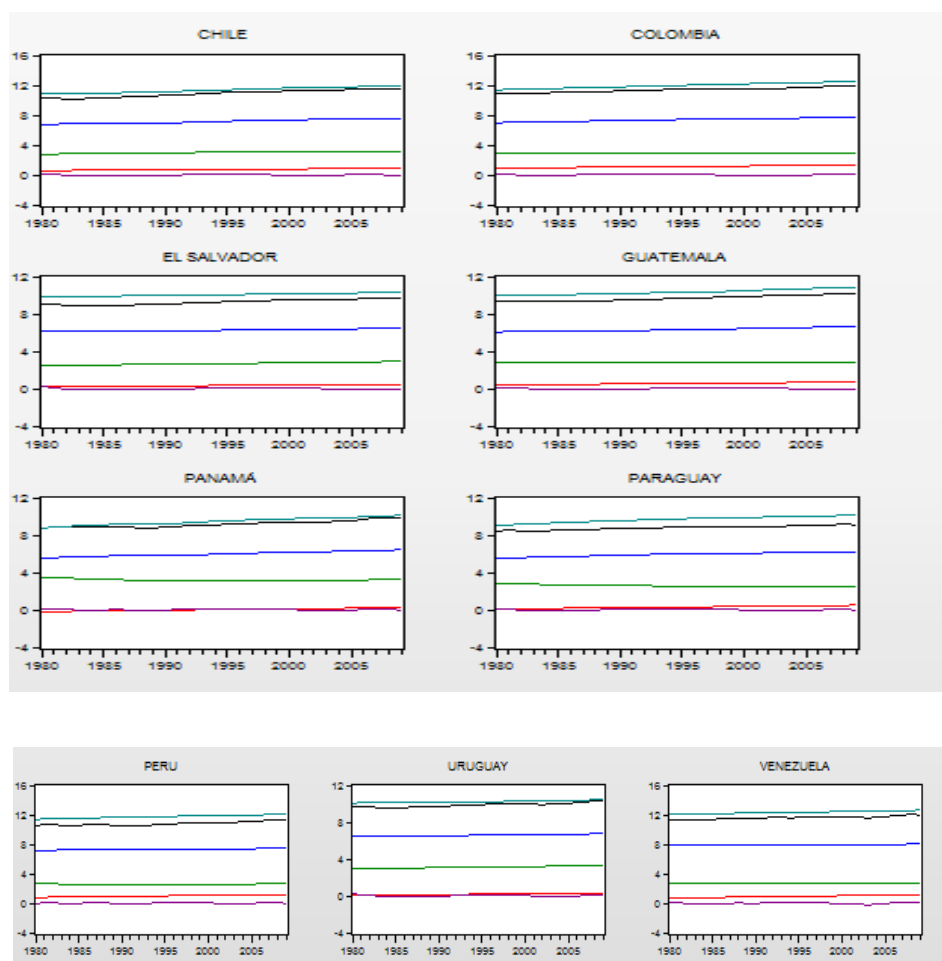 CHILE COLOMBIA
16 16
12 12
8 8
4 4
0 0
-4 -4
1980 1985 1990 1995 2000 2005 1980 1985 1990 1995 2000 2005
EL SALVADOR GUATEMALA
12 12
8 8
4 4
0 0
-4 -4
1980 1985 1990 1995 2000 2005 1980 1985 1990 1995 2000 2005
PANAMÁ PARAGUAY
12 12
8 8
4 4
0 0
-4 -4
1980 1985 1990 1995 2000 2005 1980 1985 1990 1995 2000 2005
PERU URUGUAY VENEZUELA
16 12 16
12 8 12
8 4 8
4 0 4
0 -4 0
-4 -4
1980 1985 1990 1995 2000 2005 1980 1985 1990 1995 2000 2005 1980 1985 1990 1995 2000 2005